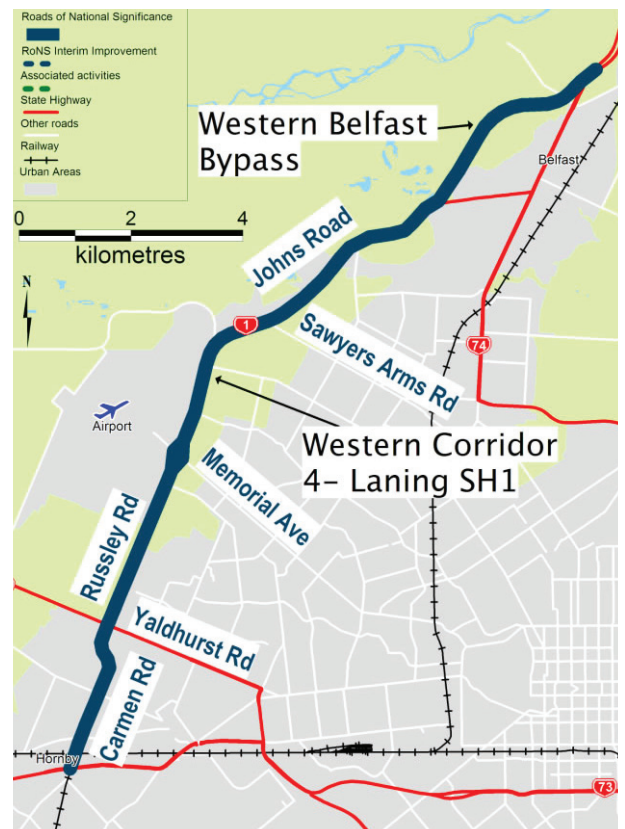 Roads of National Significance
RoNS Interim Improvement
Associated activities
State Highway
Other roads
Railway
Urban Areas
0 2 4
kilometres
N
Western Belfast
Bypass
Belfast
Johns Road
1
Sawyers Arms Rd
74
Airport
Western Corridor
4- Laning SH1
Memorial Ave
Russley Rd
Yaldhurst Rd
Carmen Rd
Hornby
73